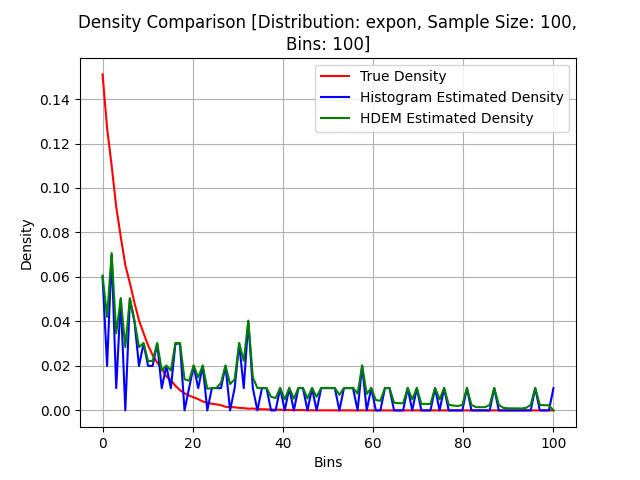 Density Comparison [Distribution: expon, Sample Size: 100,
Bins: 100]
True Density
Histogram Estimated Density
HDEM Estimated Density
Density
0.14
0.12
0.10
0.08
0.06
0.04
0.02
0.00
0 20 40 60 80 100
Bins